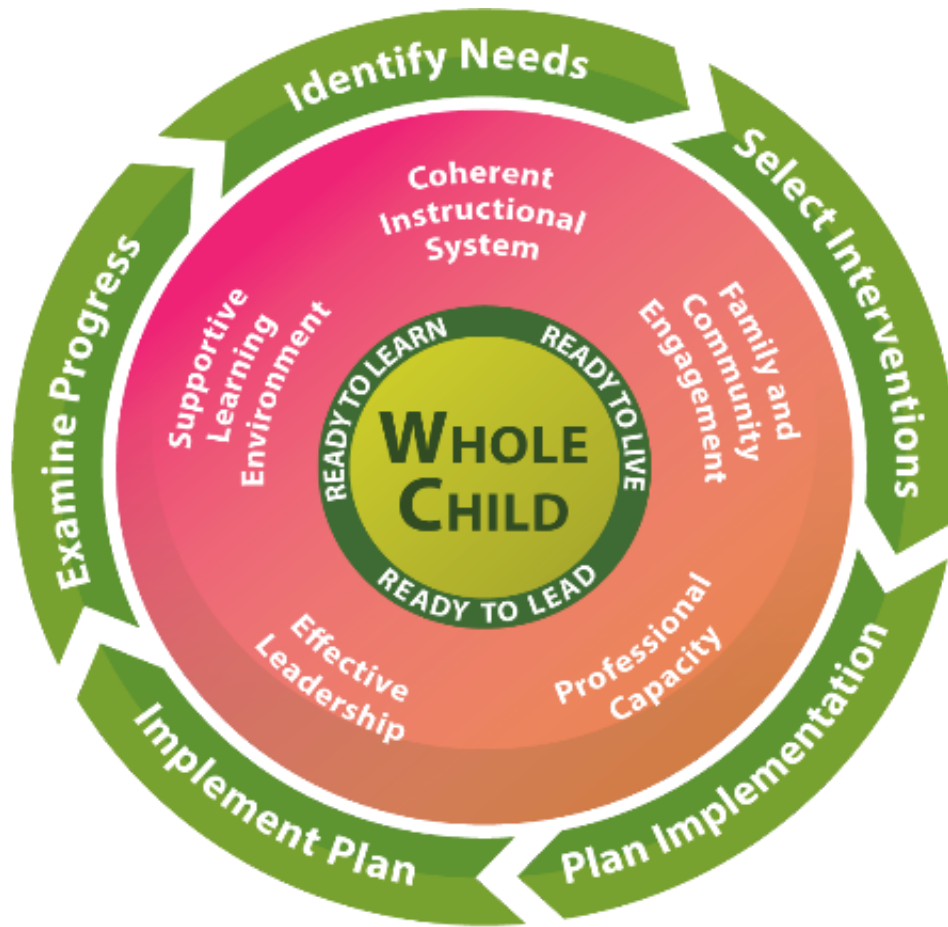 Identify Needs
Select Interventions
Plan Implementation
Implement Plan
Examine Progress
Coherent
Instructional
System
Family and
Community
Engagement
Professional
Capacity
Effective
Leadership
Supportive
Learning
Environment
READY TO LEARN
READY TO LIVE
READY TO LEAD
WHOLE
CHILD